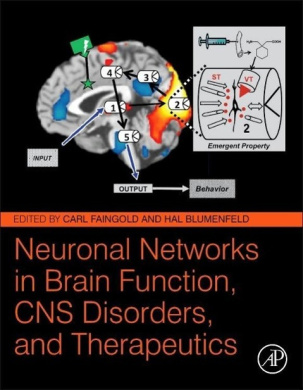 COOH
ST
VT
4
3
2
1
5
2
Emergent Property
INPUT
OUTPUT
Behavior
EDITED BY CARL FAINGOLD AND HAL BLUMENFELD
Neuronal Networks
in Brain Function,
CNS Disorders,
and Therapeutics
AP